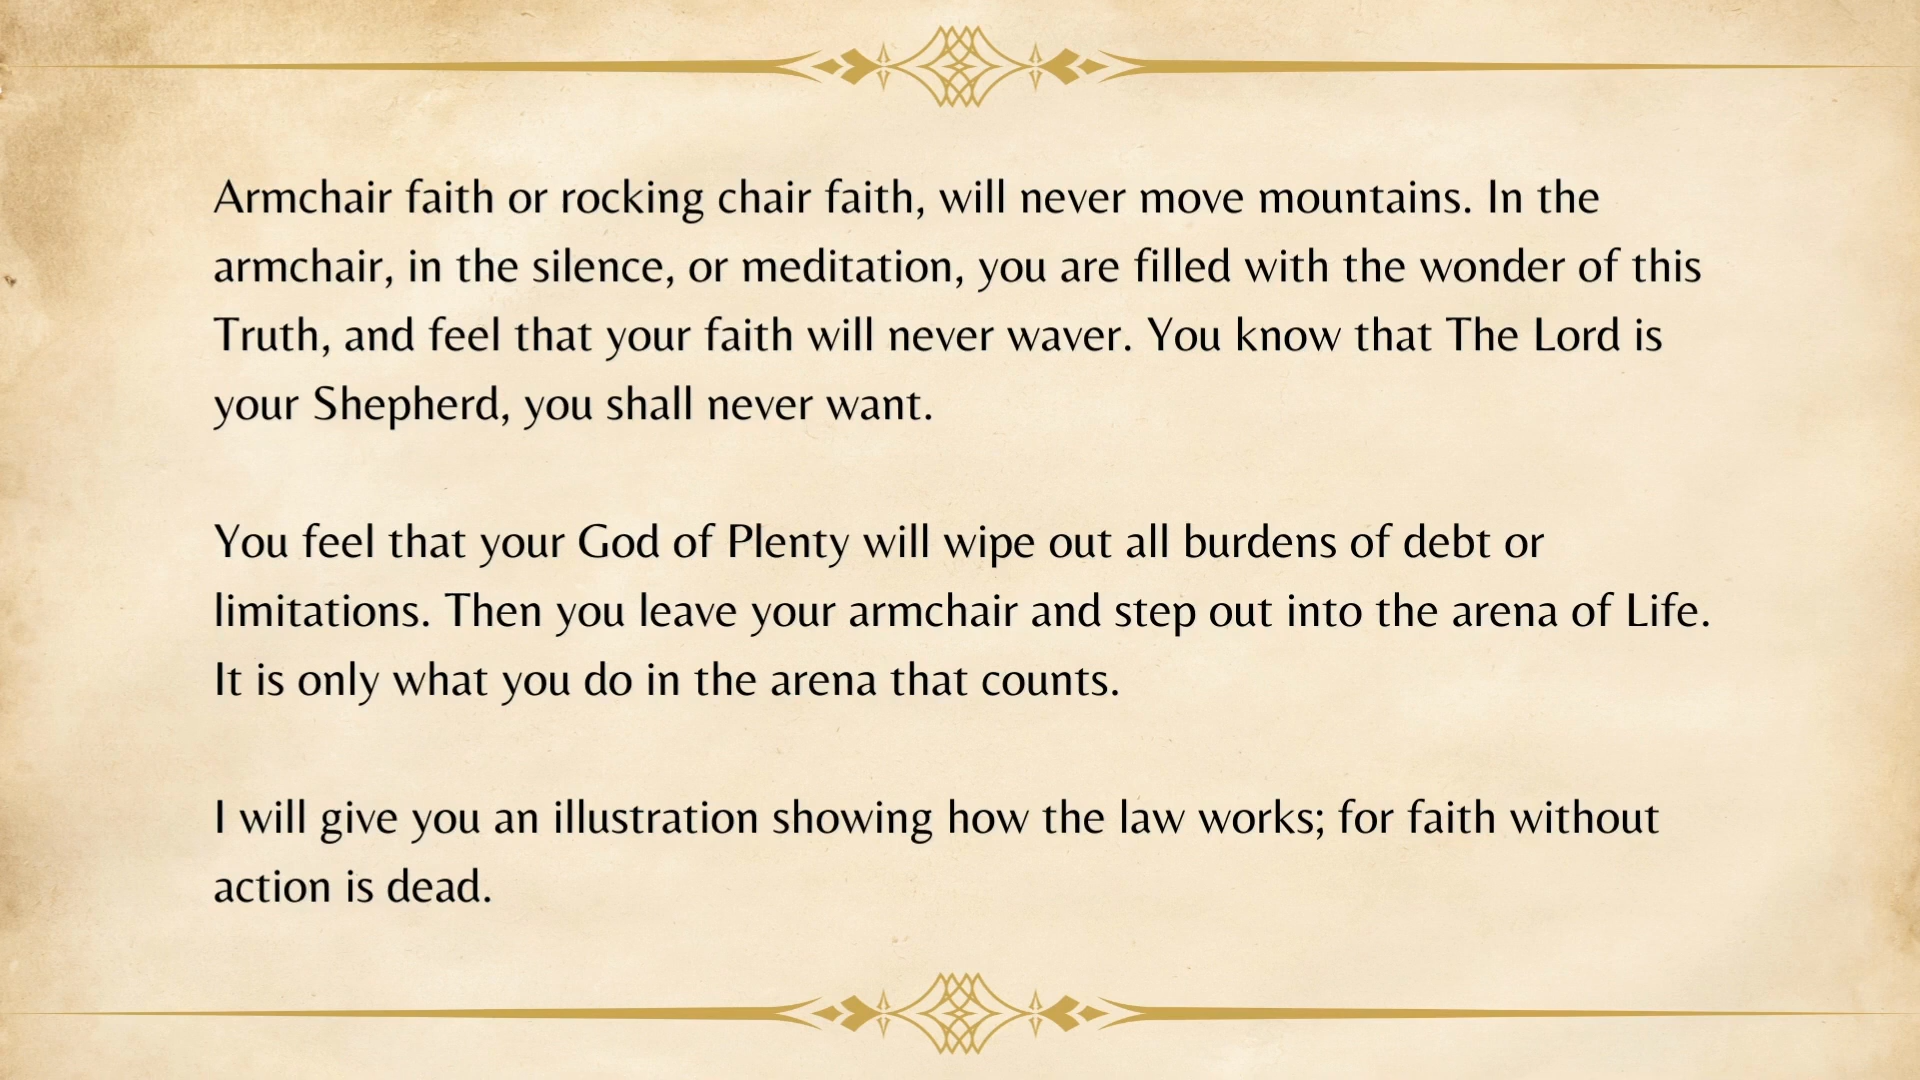 Armchair faith or rocking chair faith, will never move mountains. In the
armchair, in the silence, or meditation, you are filled with the wonder of this
Truth, and feel that your faith will never waver. You know that The Lord is
your Shepherd, you shall never want.
You feel that your God of Plenty will wipe out all burdens of debt or
limitations. Then you leave your armchair and step out into the arena of Life.
It is only what you do in the arena that counts.
I will give you an illustration showing how the law works; for faith without
action is dead.